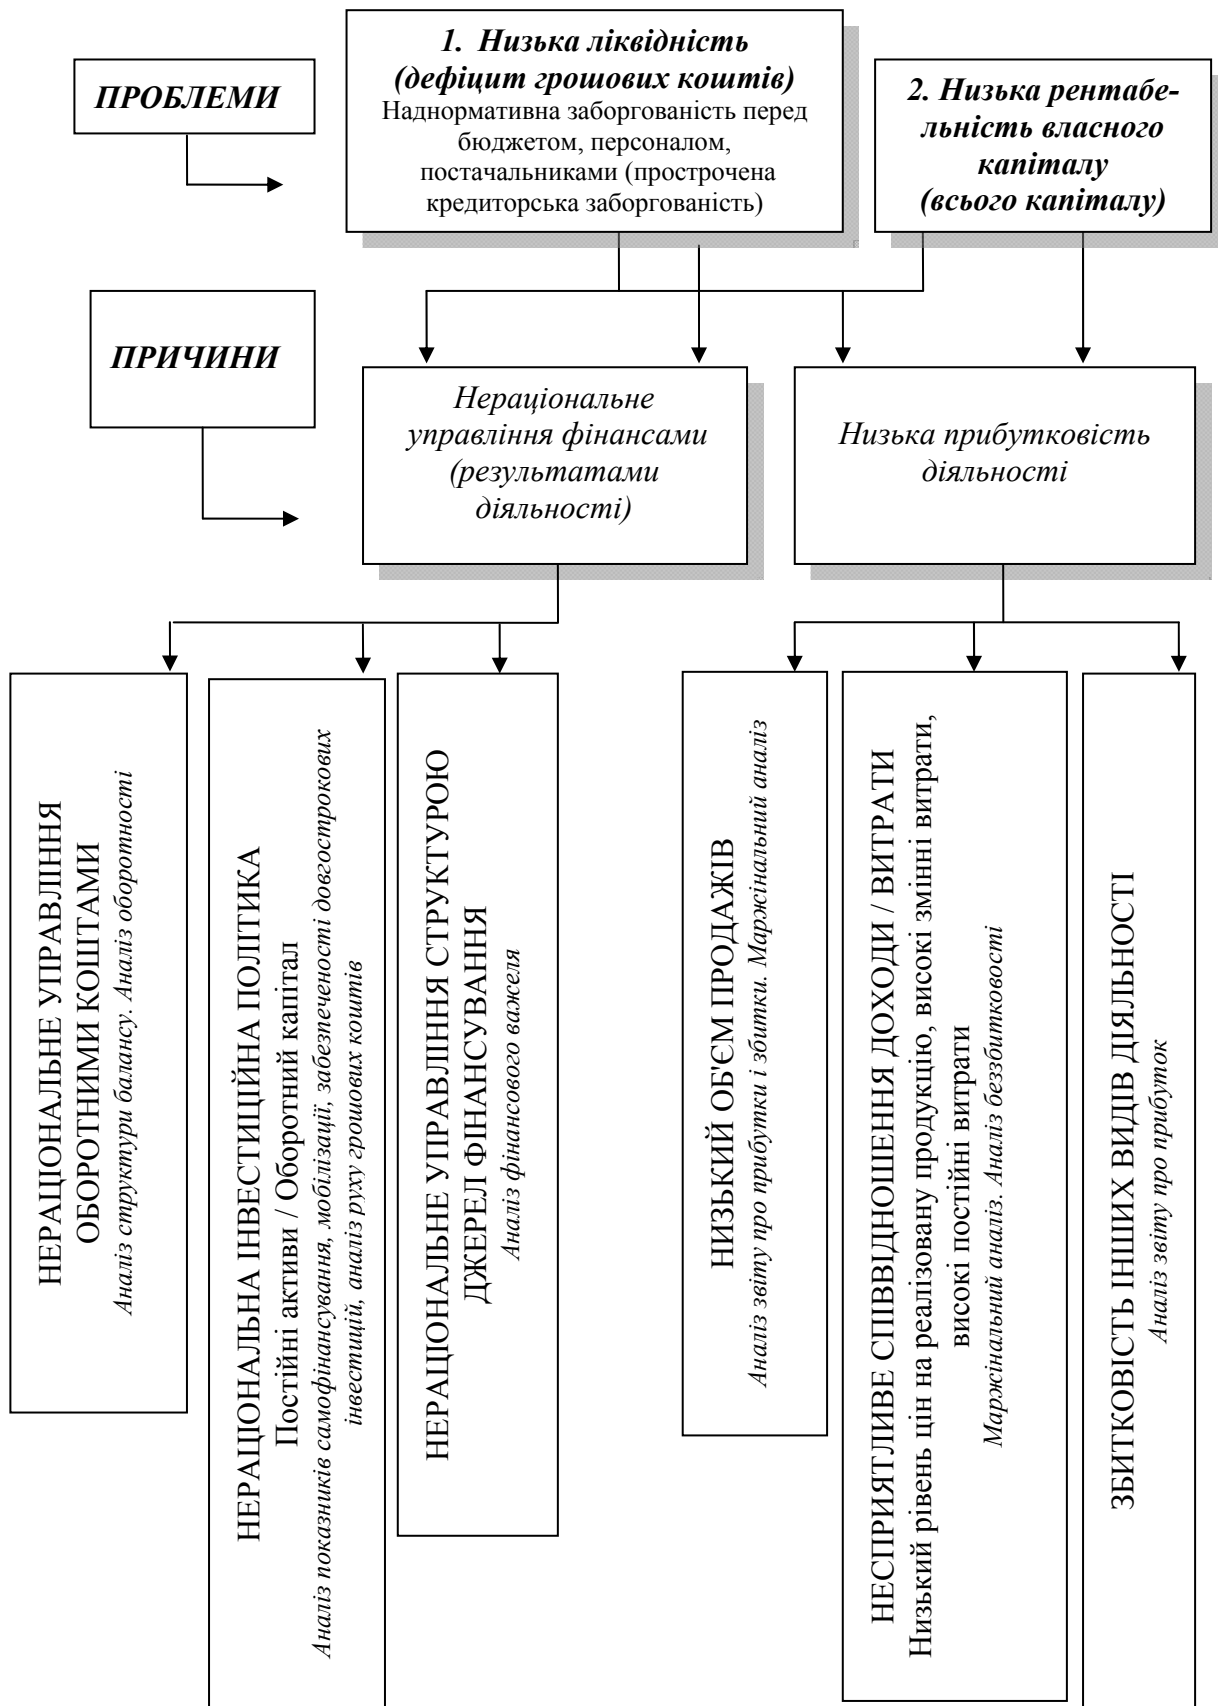 ПРОБЛЕМИ
1. Низька ліквідність
(дефіцит грошових коштів)
Наднормативна заборгованість перед
бюджетом, персоналом,
постачальниками (прострочена
кредиторська заборгованість)
2. Низька рентабе-
льність власного
капіталу
(всього капіталу)
ПРИЧИНИ
Нераціональне
управління фінансами
(результатами
діяльності)
Низька прибутковість
діяльності
НЕРАЦІОНАЛЬНЕ УПРАВЛІННЯ
ОБОРОТНИМИ КОШТАМИ
Аналіз структури балансу. Аналіз оборотності
НЕРАЦІОНАЛЬНА ІНВЕСТИЦІЙНА ПОЛІТИКА
Постійні активи / Оборотний капітал
Аналіз показників самофінансування, мобілізації, забезпеченості довгострокових
інвестицій, аналіз руху грошових коштів
НЕРАЦІОНАЛЬНЕ УПРАВЛІННЯ СТРУКТУРОЮ
ДЖЕРЕЛ ФІНАНСУВАННЯ
Аналіз фінансового важеля
НИЗЬКИЙ ОБ'ЄМ ПРОДАЖІВ
Аналіз звіту про прибутки і збитки. Маржінальний аналіз
НЕСПРИЯТЛИВЕ СПІВВІДНОШЕННЯ ДОХОДИ / ВИТРАТИ
Низький рівень цін на реалізовану продукцію, високі змінні витрати,
високі постійні витрати
Маржінальний аналіз. Аналіз беззбитковості
ЗБИТКОВІСТЬ ІНШИХ ВИДІВ ДІЯЛЬНОСТІ
Аналіз звіту про прибуток